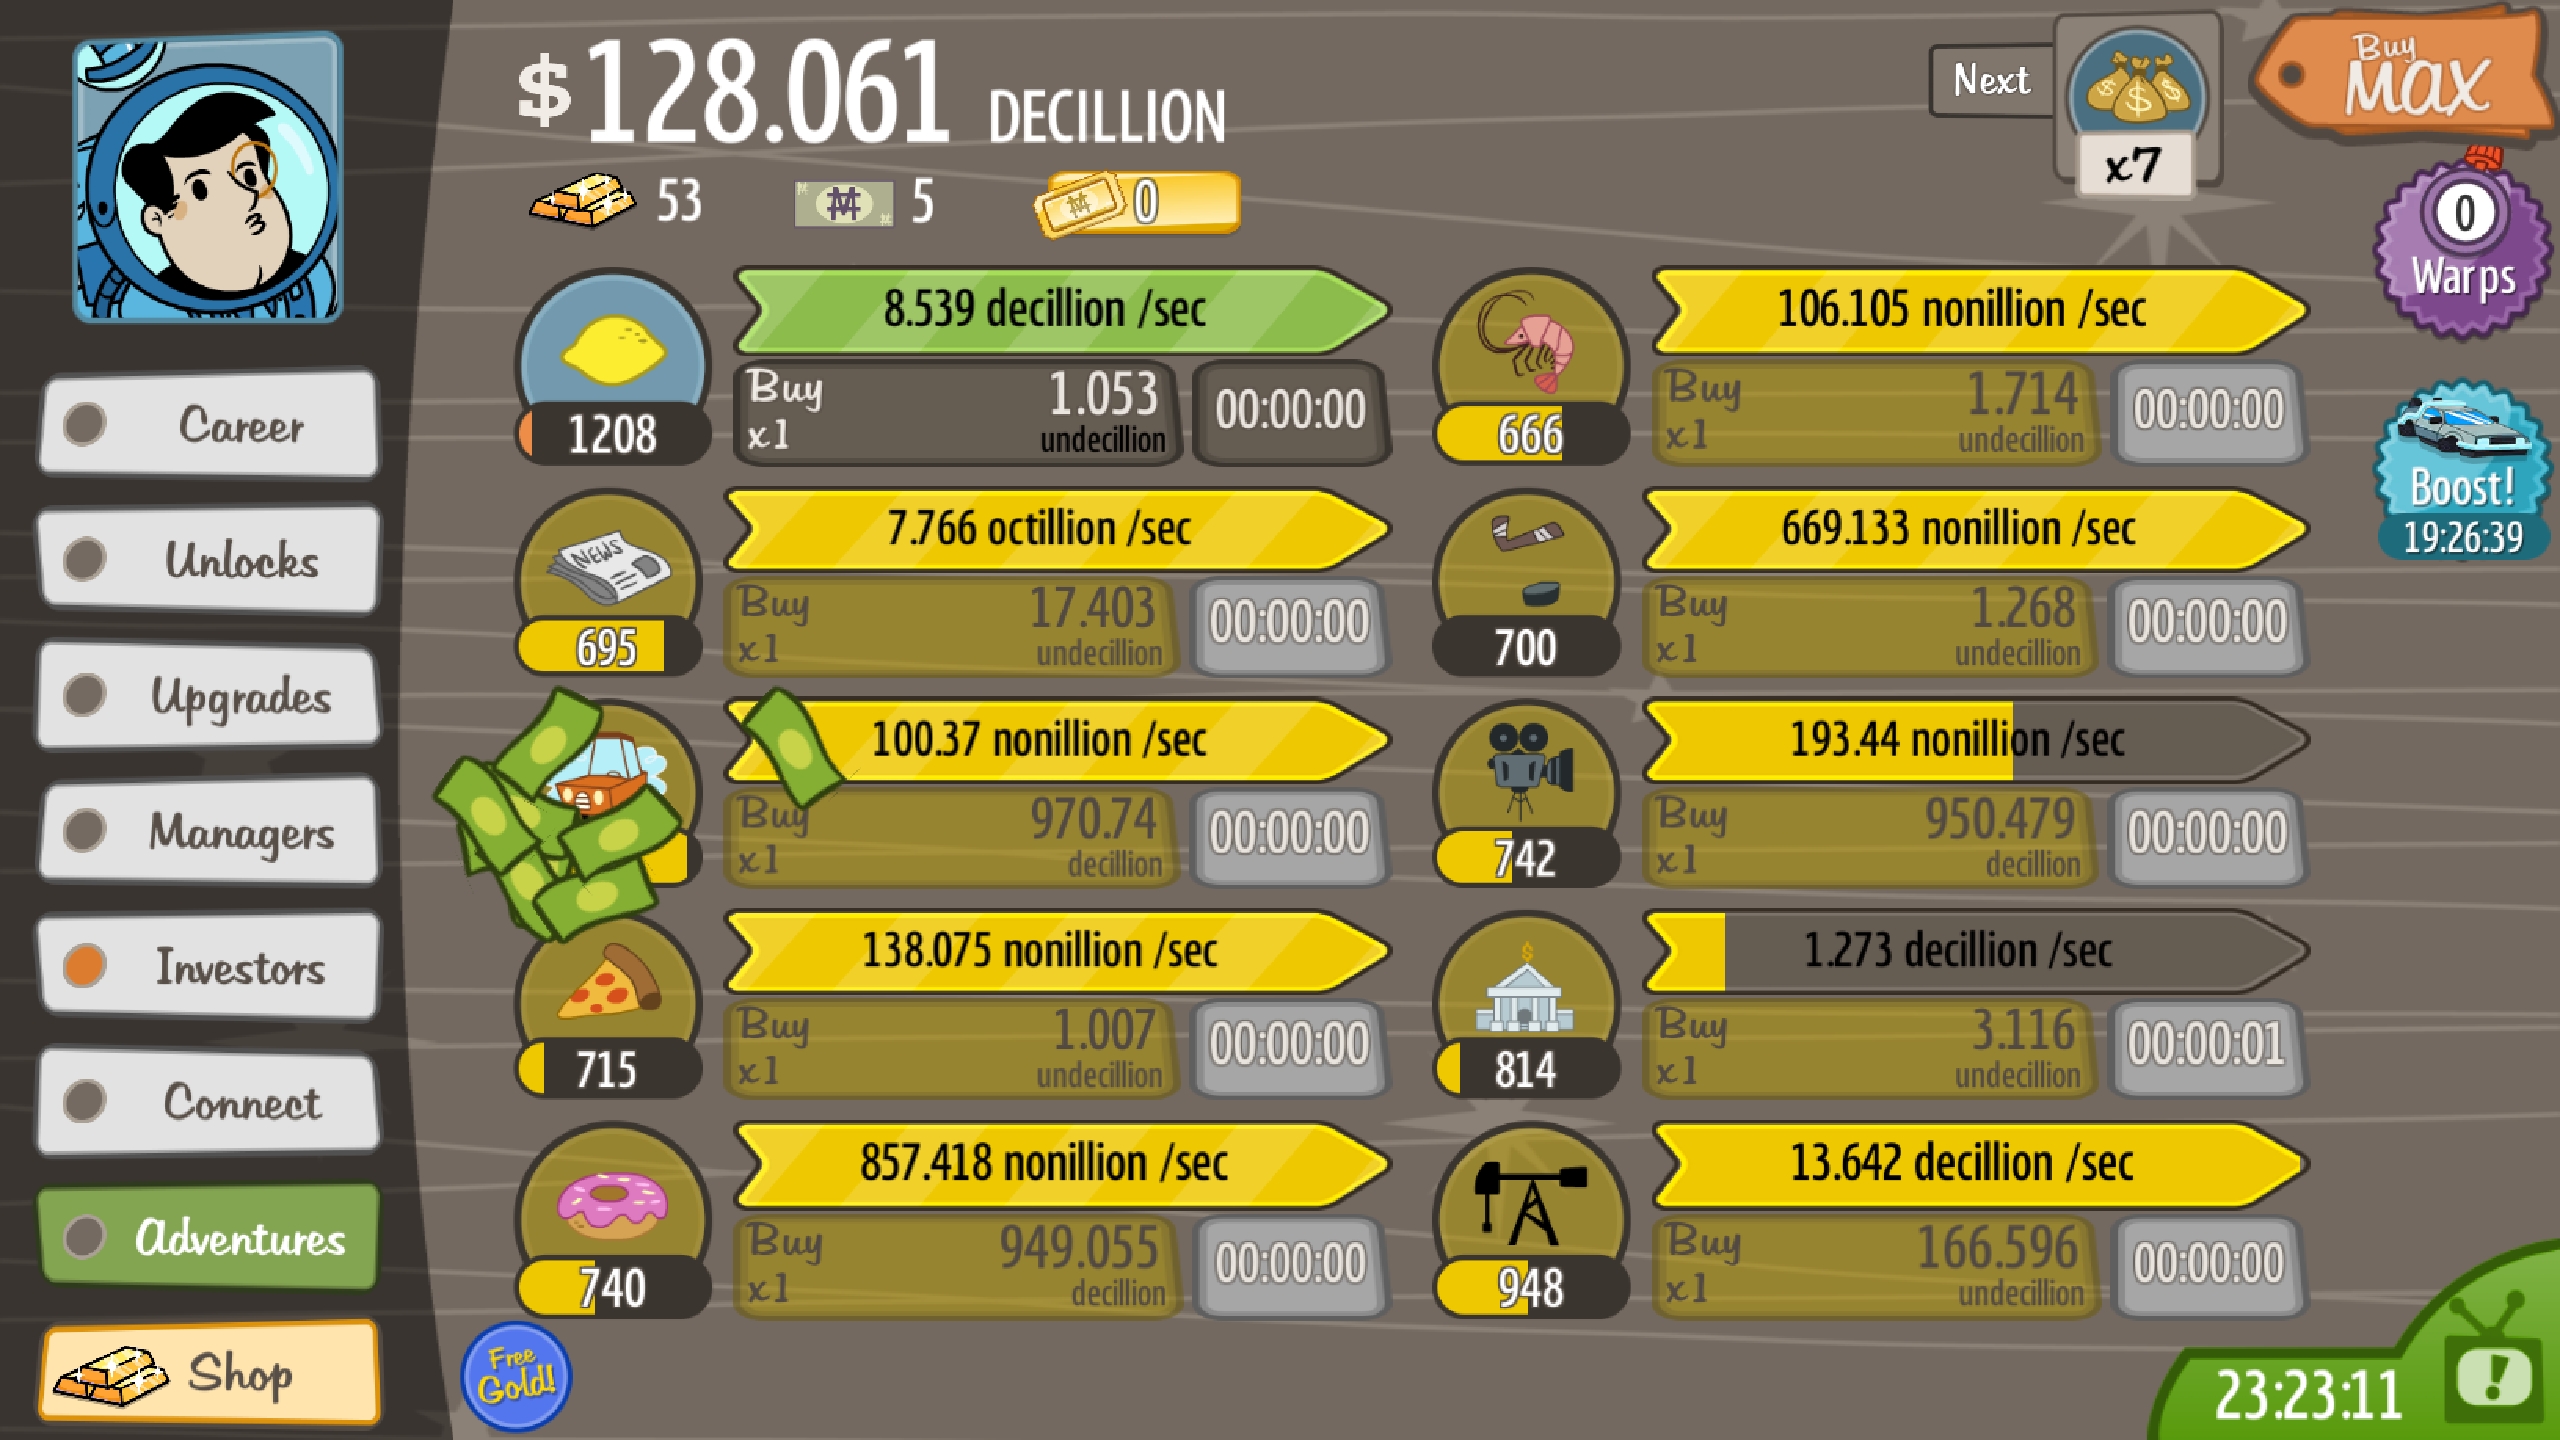 $128.061 DECILLION
53
5
0
Next
x7
Buy
MAX
0
Warps
Boost!
19:26:39
Career
Unlocks
Upgrades
Managers
Investors
Connect
Adventures
Shop
8.539 decillion /sec
1208
Buy
x1
1.053
undecillion
00:00:00
106.105 nonillion /sec
666
Buy
x1
1.714
undecillion
00:00:00
NEWS
7.766 octillion /sec
695
Buy
x1
17.403
undecillion
00:00:00
669.133 nonillion /sec
700
Buy
x1
1.268
undecillion
00:00:00
100.37 nonillion /sec
Buy
x1
970.74
decillion
00:00:00
193.44 nonillion /sec
742
Buy
x1
950.479
decillion
00:00:00
138.075 nonillion /sec
715
Buy
x1
1.007
undecillion
00:00:00
1.273 decillion /sec
814
Buy
x1
3.116
undecillion
00:00:01
857.418 nonillion /sec
740
Buy
x1
949.055
decillion
00:00:00
13.642 decillion /sec
948
Buy
x1
166.596
undecillion
00:00:00
Free
Gold!
23:23:11
!